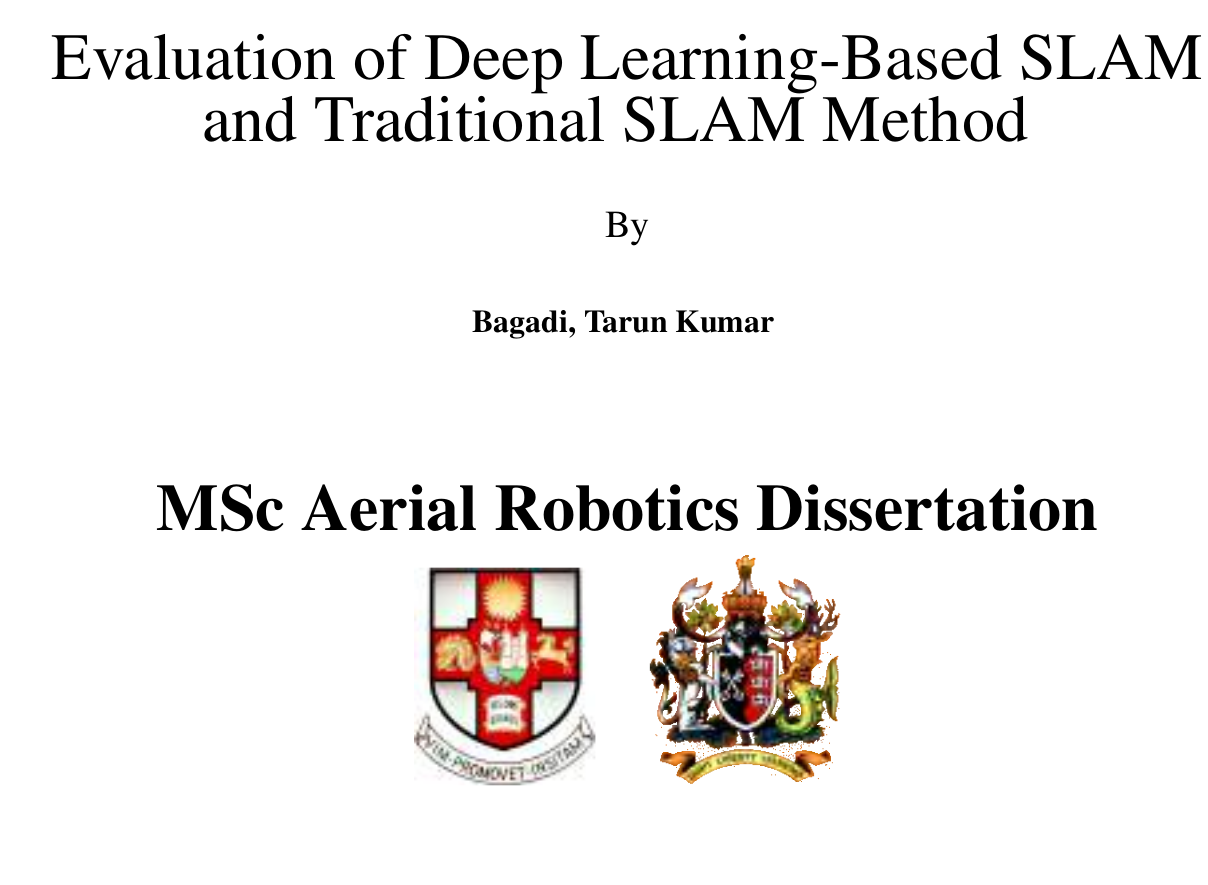 Evaluation of Deep Learning-Based SLAM
and Traditional SLAM Method
By
Bagadi, Tarun Kumar
MSc Aerial Robotics Dissertation
VIM·PROMOVET·INSITAM